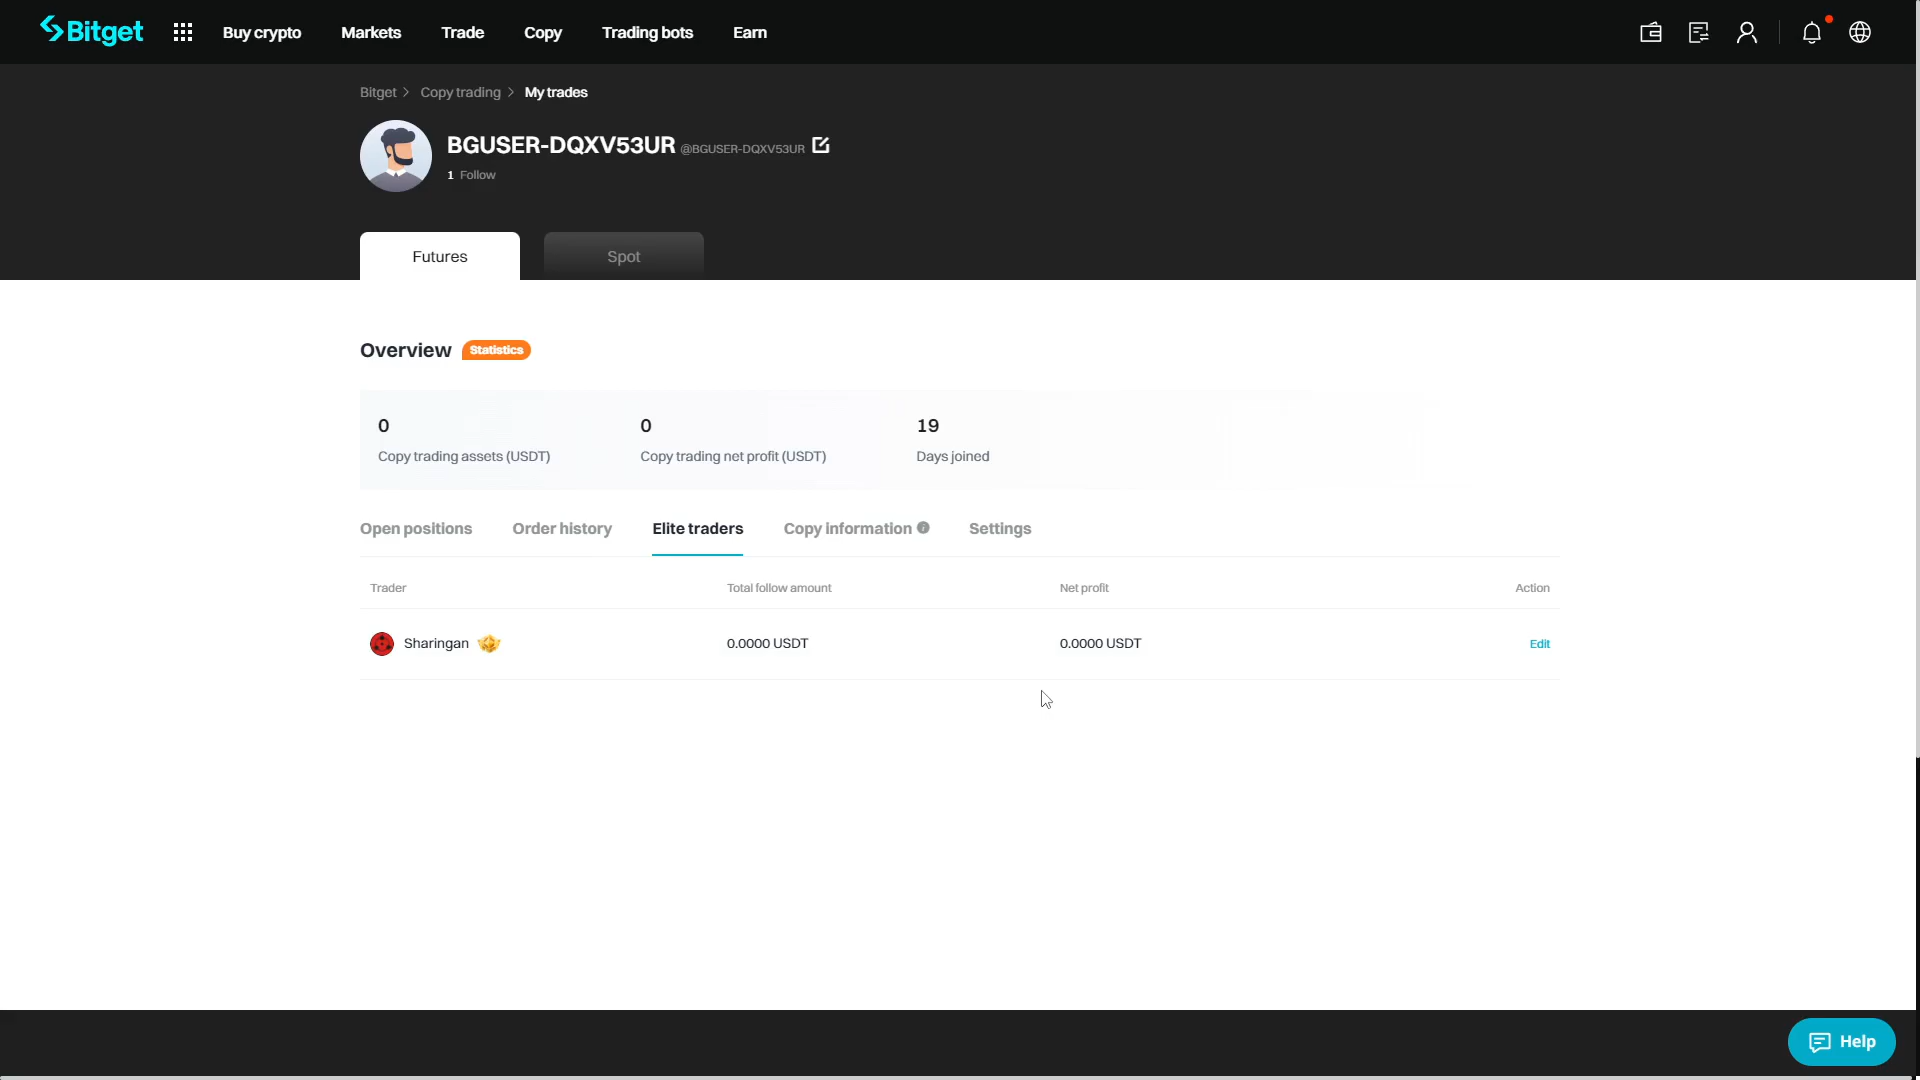 Bitget
Buy crypto Markets Trade Copy Trading bots Earn
Bitget > Copy trading > My trades
BGUSER-DQXV53UR @BGUSER-DQXV53UR
1 Follow
Futures Spot
Overview Statistics
0 0 19
Copy trading assets (USDT) Copy trading net profit (USDT) Days joined
Open positions Order history Elite traders Copy information Settings
Trader Total follow amount Net profit Action
Sharingan 0.0000 USDT 0.0000 USDT Edit
Help